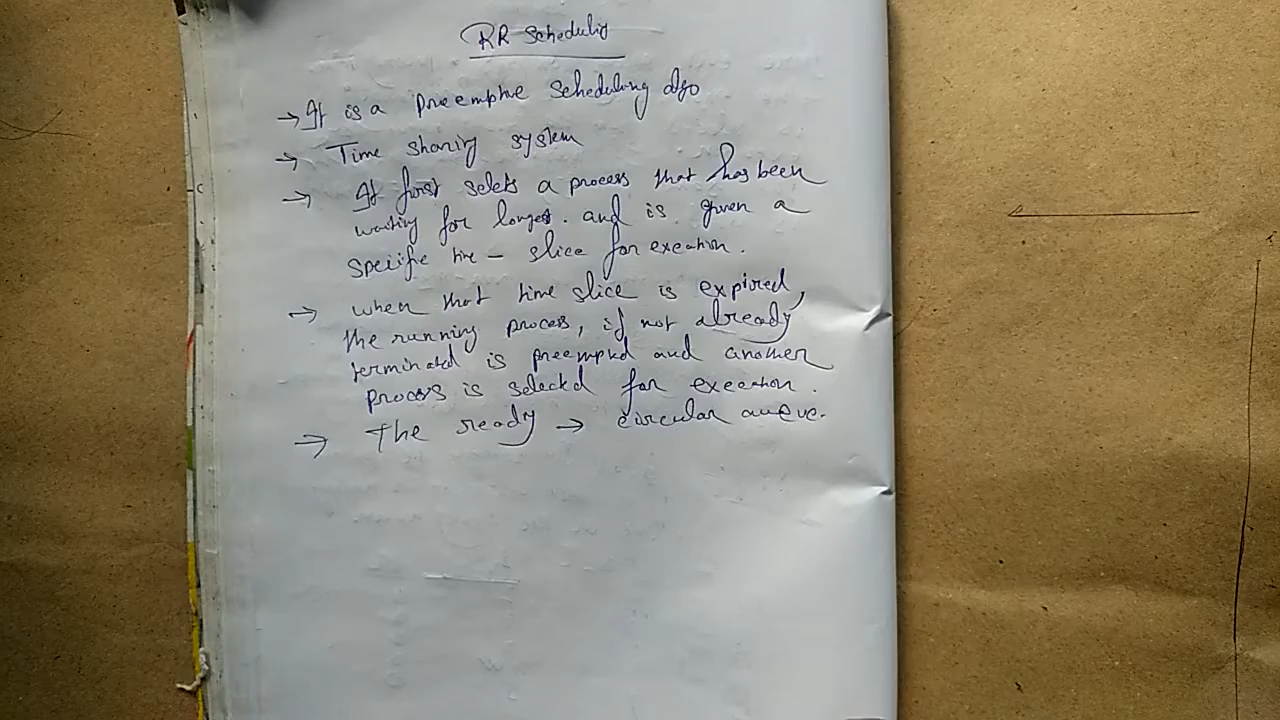 RR Scheduling
→ It is a Preemptive Scheduling algo
→ Time sharing system
→ It first selets a process that has been
waiting for longest. and is given a
specific time - slice for execution.
→ when that time slice is expired,
the running process, if not already
terminated is preempted and another
process is selected for execution.
→ The ready → circular queue.